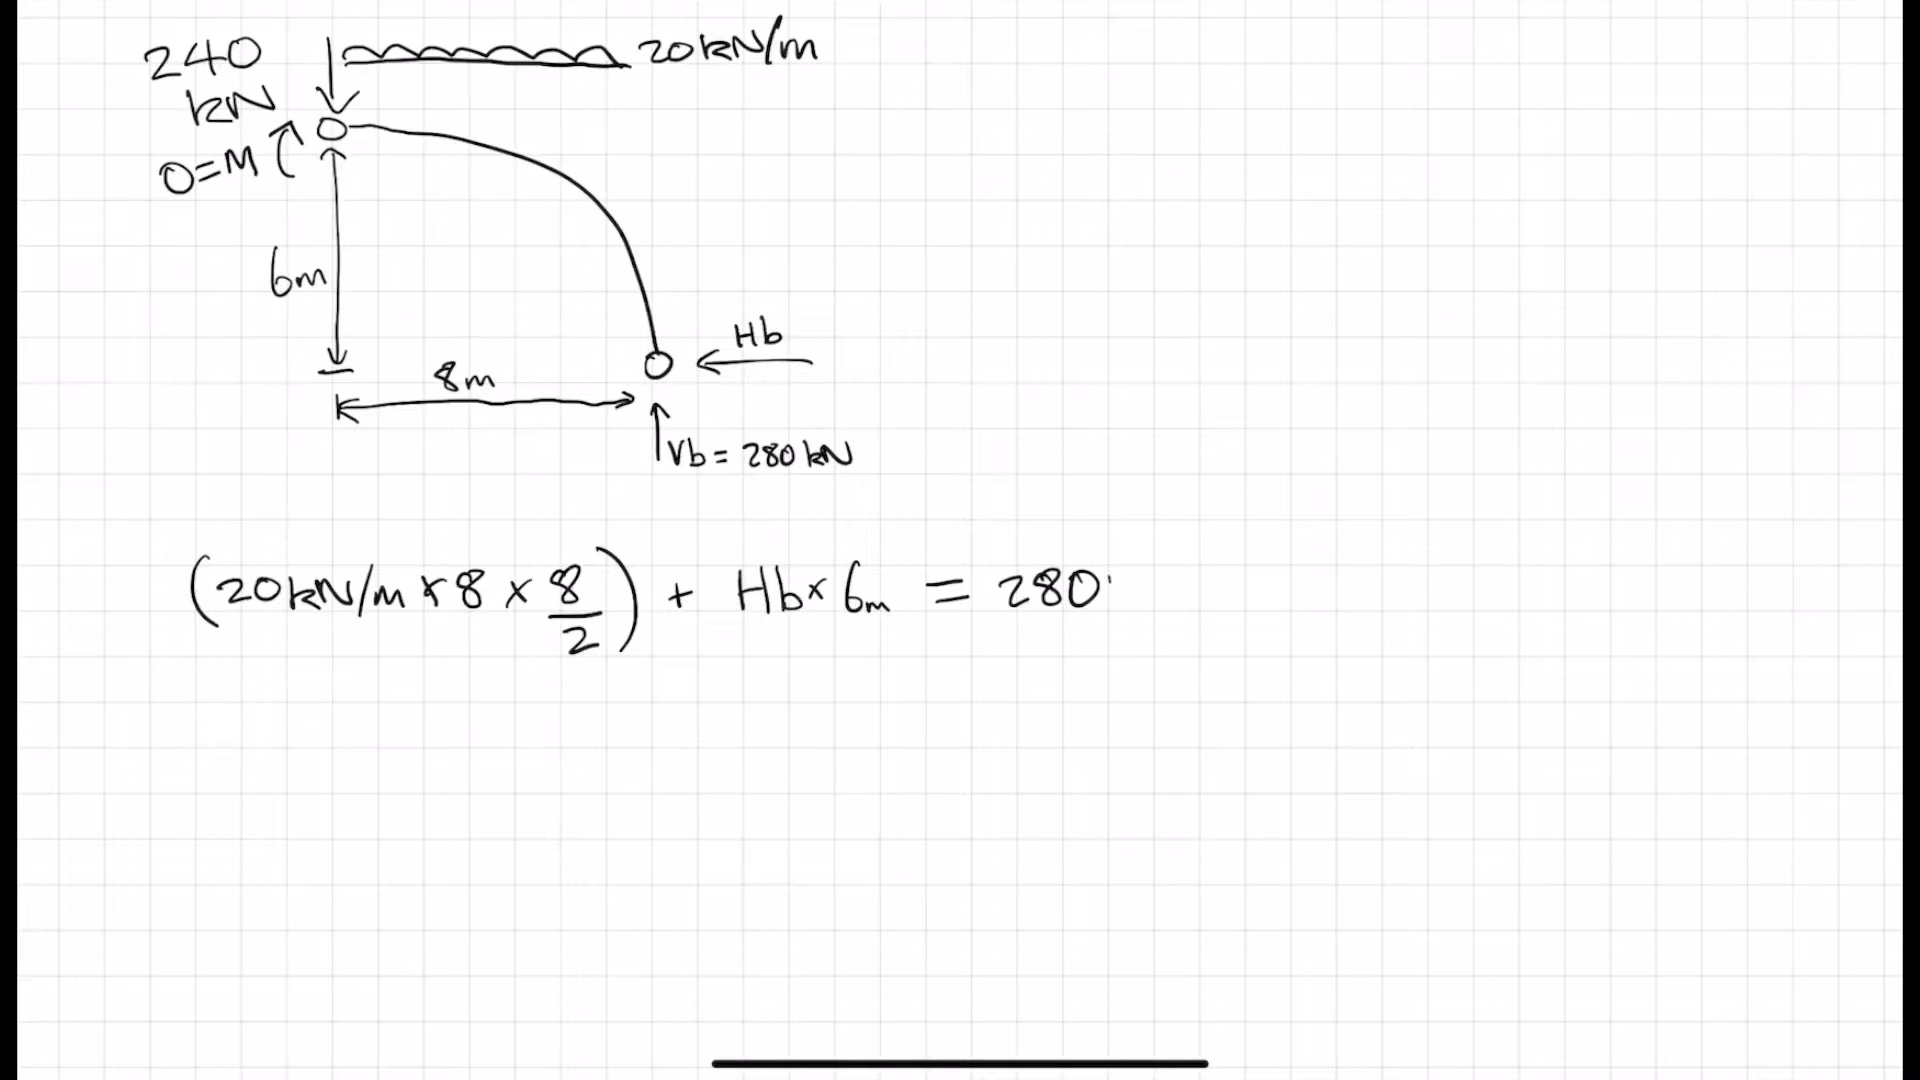 240 kN
20kN/m
0=M
6m
8m
Hb
Vb = 280 kN
(20kN/m × 8 × 8/2) + Hb × 6m = 280